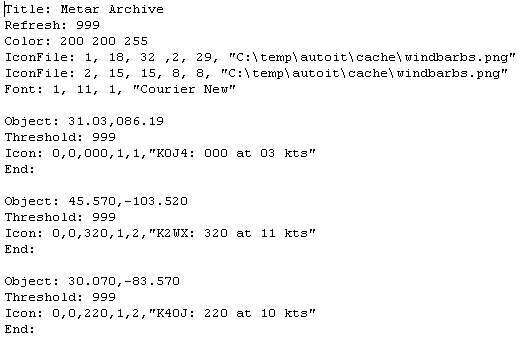 Title: Metar Archive
Refresh: 999
Color: 200 200 255
IconFile: 1, 18, 32 ,2, 29, "C:\temp\autoit\cache\windbarbs.png"
IconFile: 2, 15, 15, 8, 8, "C:\temp\autoit\cache\windbarbs.png"
Font: 1, 11, 1, "Courier New"
Object: 31.03,086.19
Threshold: 999
Icon: 0,0,000,1,1,"K0J4: 000 at 03 kts"
End:
Object: 45.570,-103.520
Threshold: 999
Icon: 0,0,320,1,2,"K2WX: 320 at 11 kts"
End:
Object: 30.070,-83.570
Threshold: 999
Icon: 0,0,220,1,2,"K40J: 220 at 10 kts"
End: